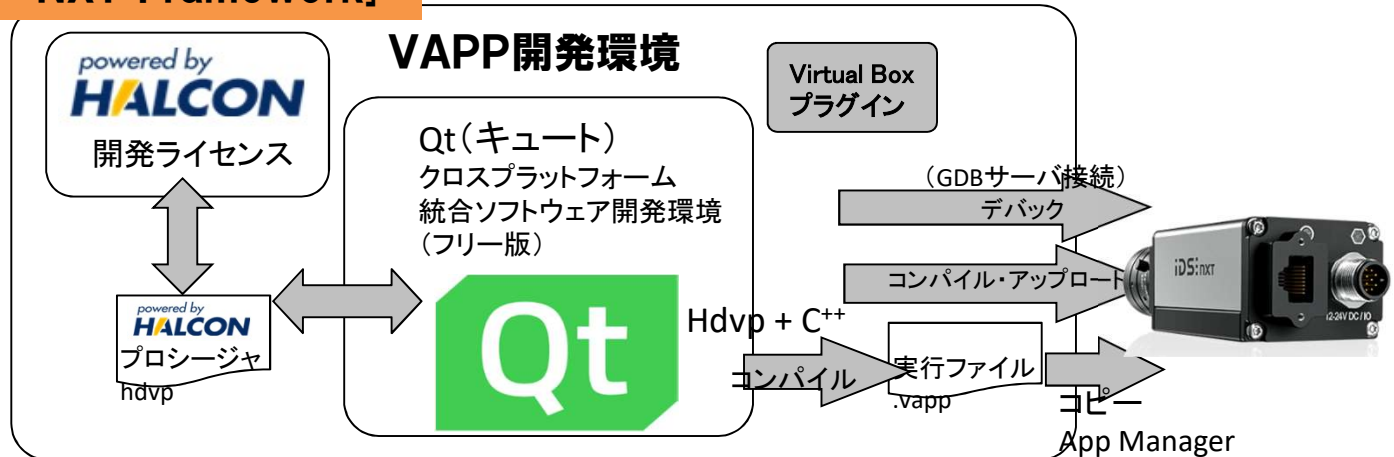 NXT Framework]
VAPP開発環境
powered by
HALCON
開発ライセンス
Virtual Box
プラグイン
Qt（キュート）
クロスプラットフォーム
統合ソフトウェア開発環境
（フリー版）
（GDBサーバ接続）
デバック
iDS:nxt
12-24V DC / IO
コンパイル・アップロート
powered by
HALCON
プロシージャ
hdvp
Qt
Hdvp + C++
コンパイル
実行ファイル
.vapp
コピー
App Manager